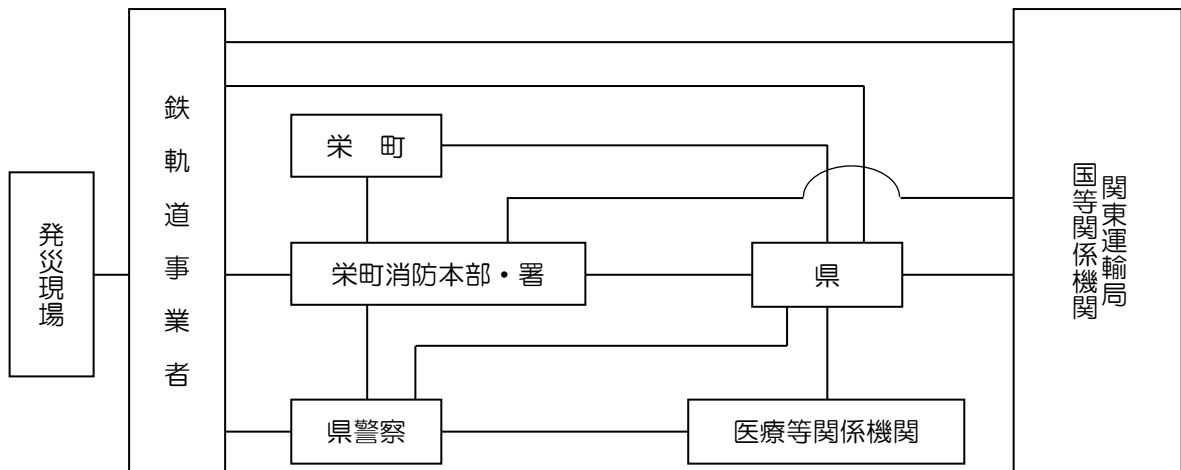 発災現場
鉄軌道事業者
栄　町
栄町消防本部・署
県警察
県
医療等関係機関
関東運輸局
国等関係機関